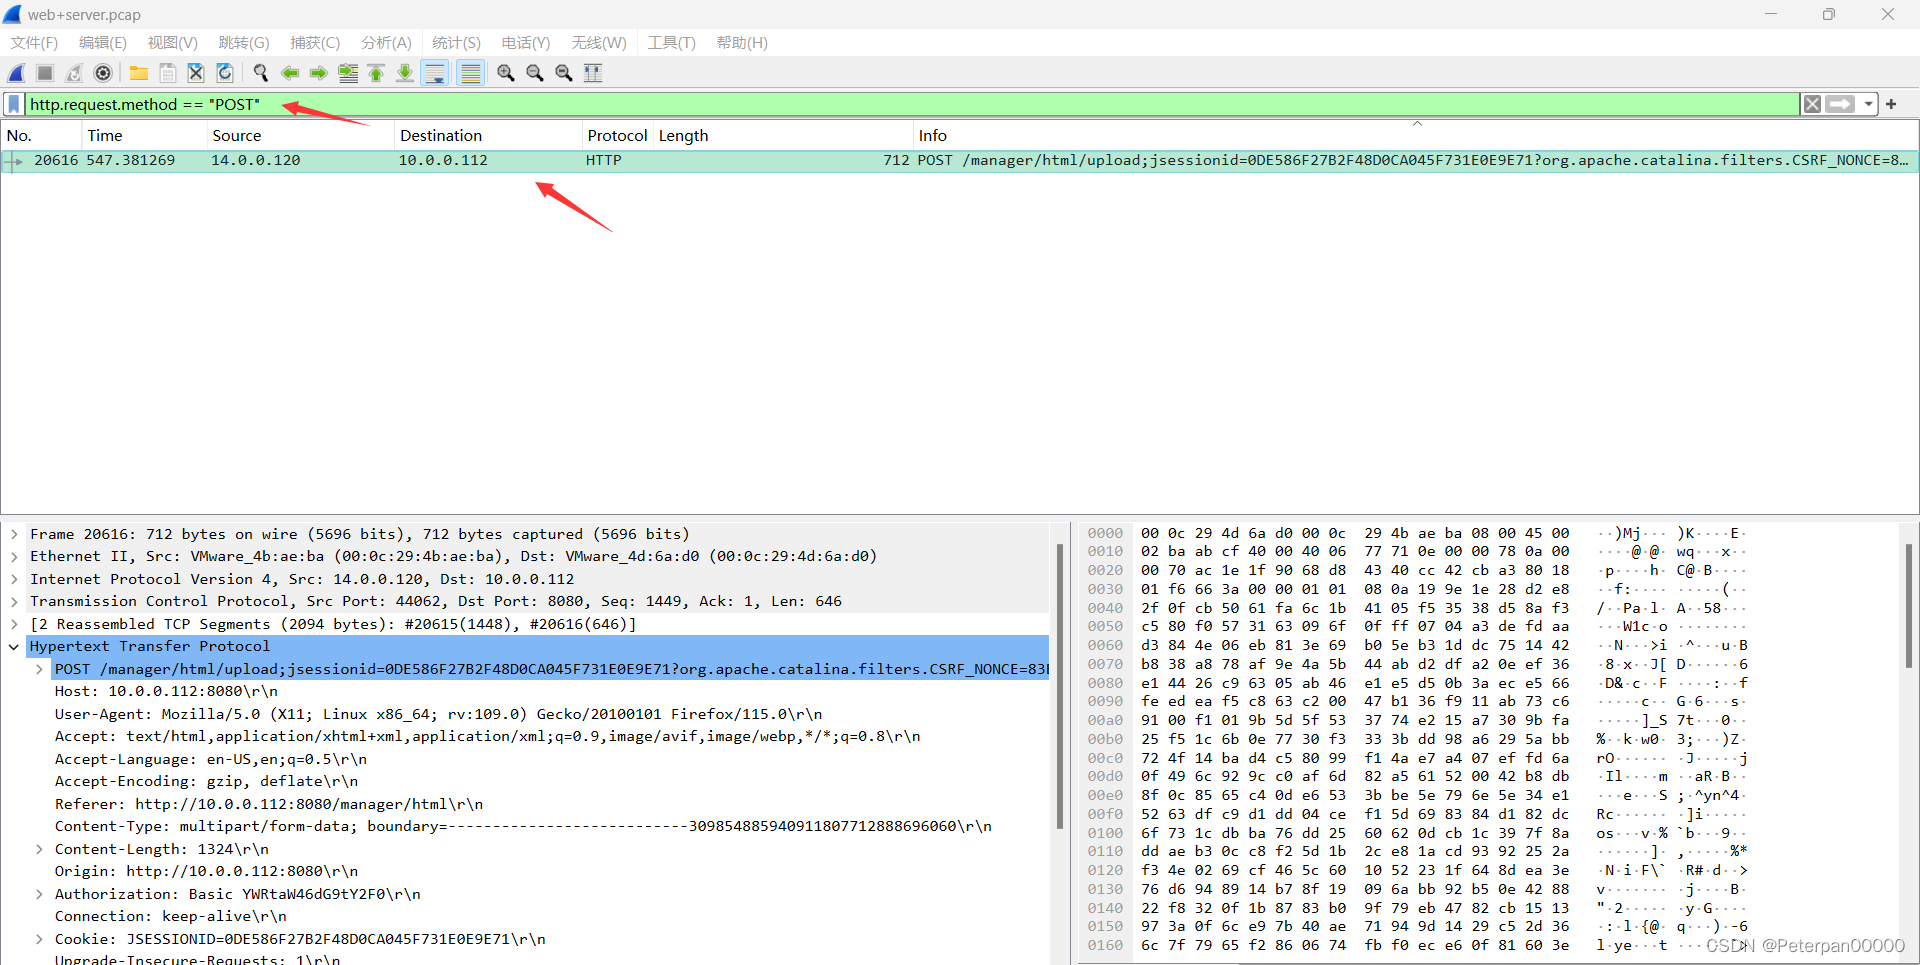 web+server.pcap
文件(F) 编辑(E) 视图(V) 跳转(G) 捕获(C) 分析(A) 统计(S) 电话(Y) 无线(W) 工具(T) 帮助(H)
http.request.method == "POST"
No. Time Source Destination Protocol Length Info
20616 547.381269 14.0.0.120 10.0.0.112 HTTP 712 POST /manager/html/upload;jsessionid=0DE586F27B2F48D0CA045F731E0E9E71?org.apache.catalina.filters.CSRF_NONCE=8…
Frame 20616: 712 bytes on wire (5696 bits), 712 bytes captured (5696 bits)
Ethernet II, Src: VMware_4b:ae:ba (00:0c:29:4b:ae:ba), Dst: VMware_4d:6a:d0 (00:0c:29:4d:6a:d0)
Internet Protocol Version 4, Src: 14.0.0.120, Dst: 10.0.0.112
Transmission Control Protocol, Src Port: 44062, Dst Port: 8080, Seq: 1449, Ack: 1, Len: 646
[2 Reassembled TCP Segments (2094 bytes): #20615(1448), #20616(646)]
Hypertext Transfer Protocol
POST /manager/html/upload;jsessionid=0DE586F27B2F48D0CA045F731E0E9E71?org.apache.catalina.filters.CSRF_NONCE=83
Host: 10.0.0.112:8080\r\n
User-Agent: Mozilla/5.0 (X11; Linux x86_64; rv:109.0) Gecko/20100101 Firefox/115.0\r\n
Accept: text/html,application/xhtml+xml,application/xml;q=0.9,image/avif,image/webp,*/*;q=0.8\r\n
Accept-Language: en-US,en;q=0.5\r\n
Accept-Encoding: gzip, deflate\r\n
Referer: http://10.0.0.112:8080/manager/html\r\n
Content-Type: multipart/form-data; boundary=---------------------------309854885940911807712888696060\r\n
Content-Length: 1324\r\n
Origin: http://10.0.0.112:8080\r\n
Authorization: Basic YWRtaW46dG9tY2F0\r\n
Connection: keep-alive\r\n
Cookie: JSESSIONID=0DE586F27B2F48D0CA045F731E0E9E71\r\n
Upgrade-Insecure-Requests: 1\r\n
0000 00 0c 29 4d 6a d0 00 0c 29 4b ae ba 08 00 45 00 ··)Mj··· )K····E·
0010 02 ba ab cf 40 00 40 06 77 71 0e 00 00 78 0a 00 ····@·@· wq···x··
0020 00 70 ac 1e 1f 90 68 d8 43 40 cc 42 cb a3 80 18 ·p····h· C@·B····
0030 01 f6 66 3a 00 00 01 01 08 0a 19 9e 1e 28 d2 e8 ··f:···· ·····(··
0040 2f 0f cb 50 61 fa 6c 1b 41 05 f5 35 38 d5 8a f3 /··Pa·l· A··58···
0050 c5 80 f0 57 31 63 09 6f 0f ff 07 04 a3 de fd aa ···W1c·o ········
0060 d3 84 4e 06 eb 81 3e 69 b0 5e b3 1d dc 75 14 42 ··N···>i ·^···u·B
0070 b8 38 a8 78 af 9e 4a 5b 44 ab d2 df a2 0e ef 36 ·8·x··J[ D······6
0080 e1 44 26 c9 63 05 ab 46 e1 e5 d5 0b 3a ec e5 66 ·D&·c··F ····:··f
0090 fe ed ea f5 c8 63 c2 00 47 b1 36 f9 11 ab 73 c6 ·····c·· G·6···s·
00a0 91 00 f1 01 9b 5d 5f 53 37 74 e2 15 a7 30 9b fa ·····]_S 7t···0··
00b0 25 f5 1c 6b 0e 77 30 f3 33 3b dd 98 a6 29 5a bb %··k·w0· 3;···)Z·
00c0 72 4f 14 ba d4 c5 80 99 f1 4a e7 a4 07 ef fd 6a rO······ ·J·····j
00d0 0f 49 6c 92 9c c0 af 6d 82 a5 61 52 00 42 b8 db ·Il····m ··aR·B··
00e0 8f 0c 85 65 c4 0d e6 53 3b be 5e 79 6e 5e 34 e1 ···e···S ;·^yn^4·
00f0 52 63 df c9 d1 dd 04 ce f1 5d 69 83 84 d1 82 dc Rc······ ·]i·····
0100 6f 73 1c db ba 76 dd 25 60 62 0d cb 1c 39 7f 8a os···v·% `b···9··
0110 dd ae b3 0c c8 f2 5d 1b 2c e8 1a cd 93 92 25 2a ······]· ,·····%*
0120 f3 4e 02 69 cf 46 5c 60 10 52 23 1f 64 8d ea 3e ·N·i·F\` ·R#·d··>
0130 76 d6 94 89 14 b7 8f 19 09 6a bb 92 b5 0e 42 88 v······· ·j····B·
0140 22 f8 32 0f 1b 87 83 b0 9f 79 eb 47 82 cb 15 13 "·2····· ·y·G····
0150 97 3a 0f 6c e9 7b 40 ae 71 94 9d 14 29 c5 2d 36 ·:·l·{@· q···)·-6
0160 6c 7f 79 65 f2 86 06 74 fb f0 ec e6 0f 81 60 3e l·ye···t ······`>
CSDN @Peterpan00000